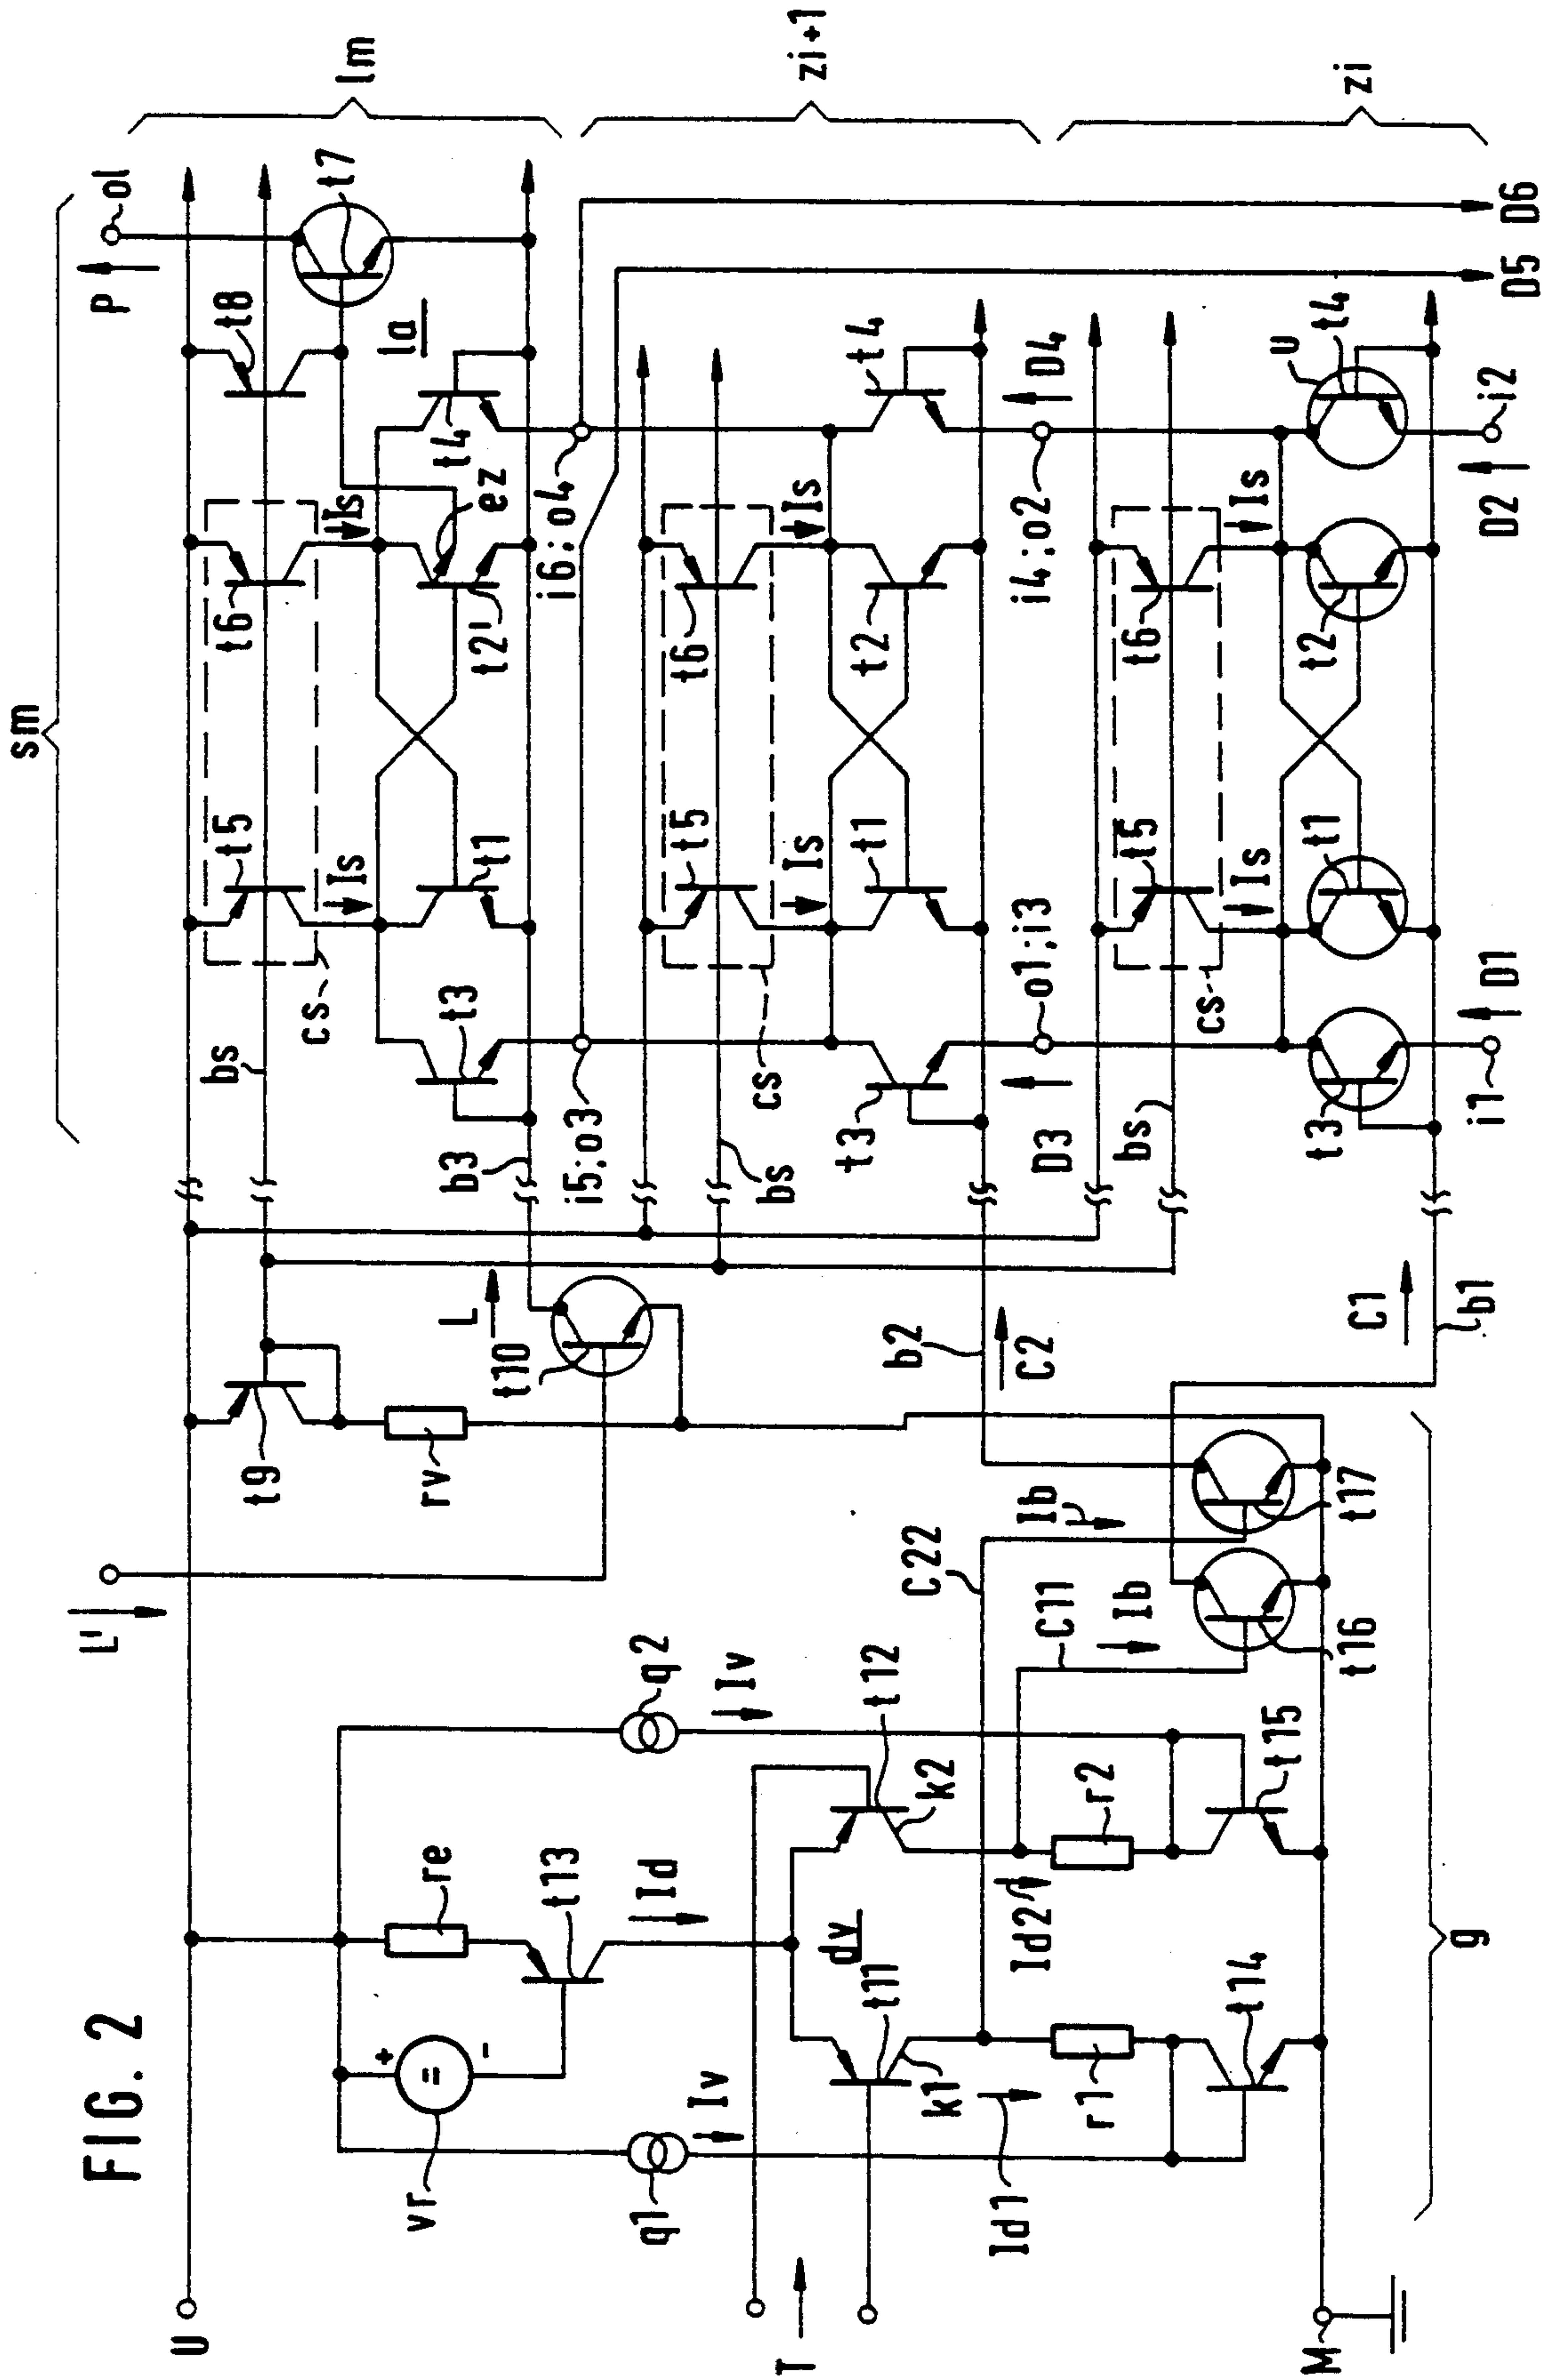 FIG. 2
sm
lm
zi+1
zi
g
U
T
M
L'
P
ol
vr
re
t13
Id
q1
Iv
q2
Iv
dv
t11
k1
t12
k2
Id1
Id2
r1
r2
t14
t15
C22
C11
Ib
Ib
t16
t17
t9
rv
t10
L
b2
C2
C1
b1
bs
b3
cs
t5
t6
t8
t7
Is
Is
la
t3
t1
t2'
ez
t4
i5;o3
i6;o4
D5
D6
bs
cs
t5
t6
Is
Is
t3
t1
t2
t4
D3
o1;i3
i4;o2
D4
bs
cs
t5
t6
Is
Is
t3
t1
t2
t4
u
i1
D1
D2
i2